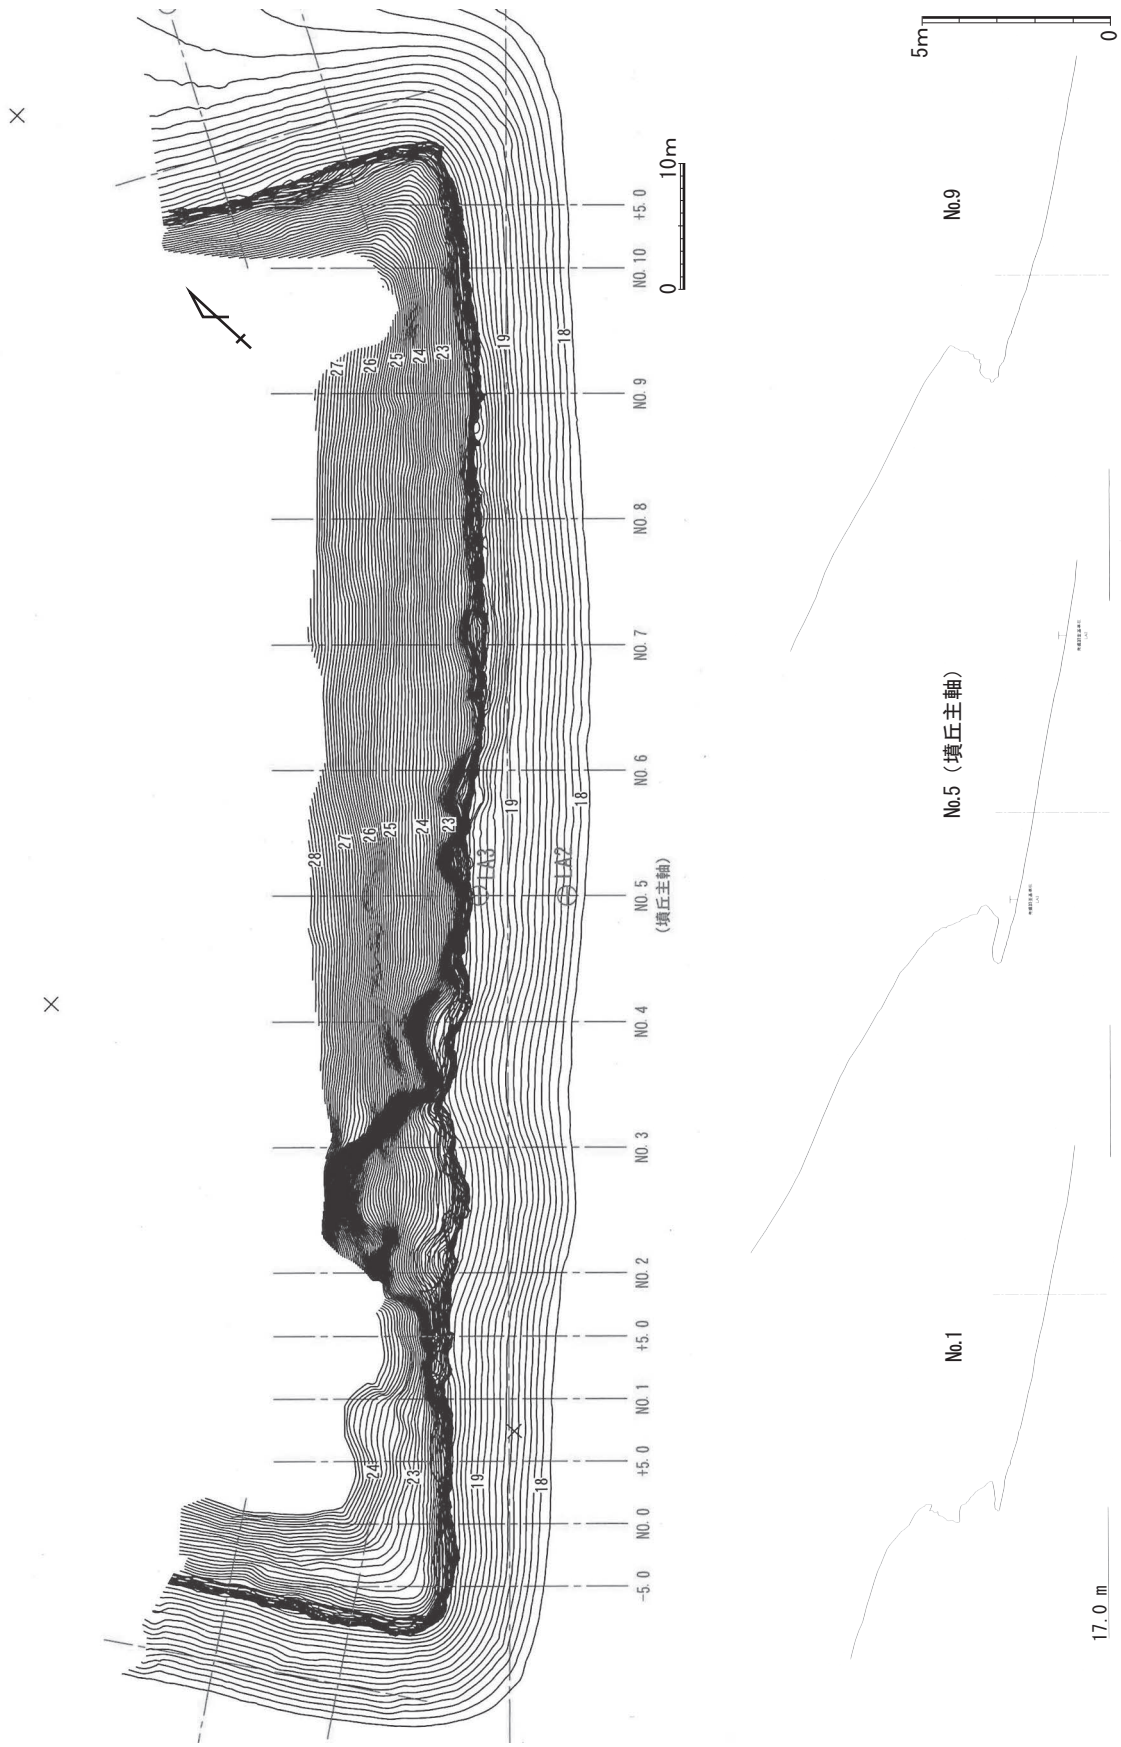 5m
0
10m
0
+5.0
NO.10
NO.9
NO.8
NO.7
NO.6
NO.5
(墳丘主軸)
NO.4
NO.3
NO.2
+5.0
NO.1
+5.0
NO.0
-5.0
27
26
25
24
23
19
18
28
27
26
25
24
23
19
18
LA3
LA2
24
23
19
18
No.9
No.5 (墳丘主軸)
No.1
17.0 m